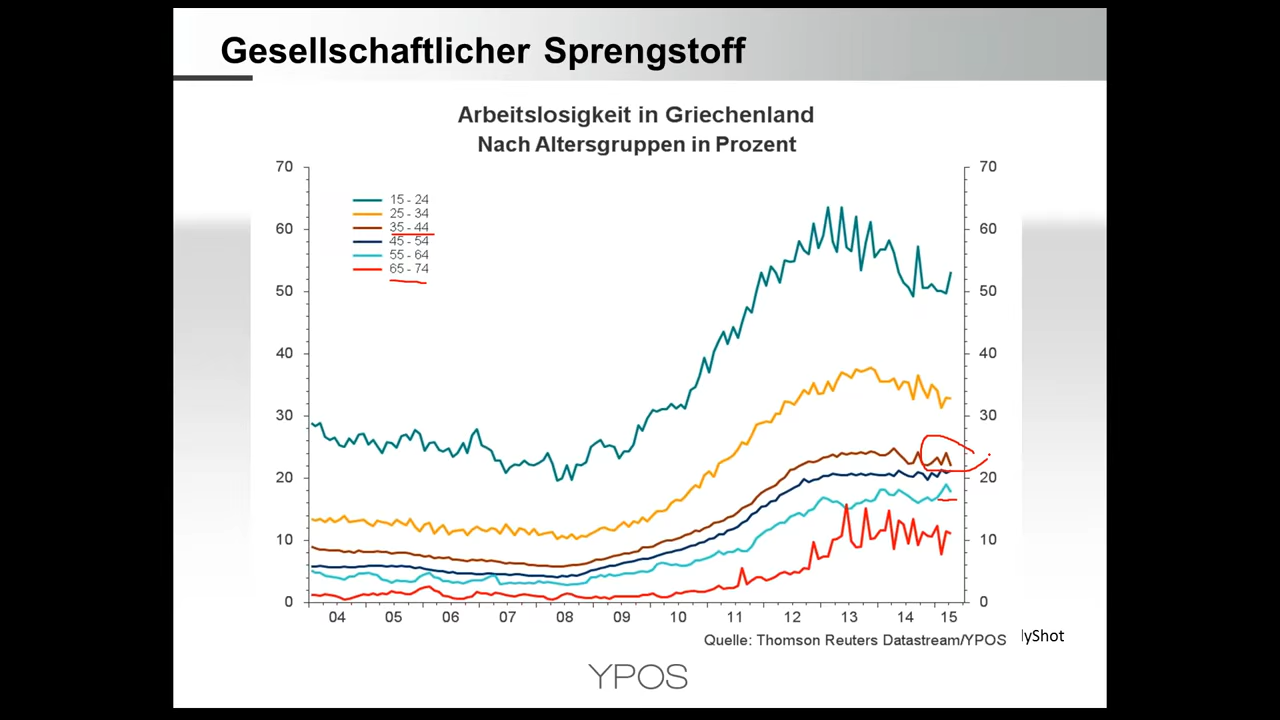 Gesellschaftlicher Sprengstoff
Arbeitslosigkeit in Griechenland
Nach Altersgruppen in Prozent
70 70
15 - 24
25 - 34
60 35 - 44 60
45 - 54
55 - 64
65 - 74
50 50
40 40
30 30
20 20
10 10
0 0
04 05 06 07 08 09 10 11 12 13 14 15
Quelle: Thomson Reuters Datastream/YPOS lyShot
YPOS